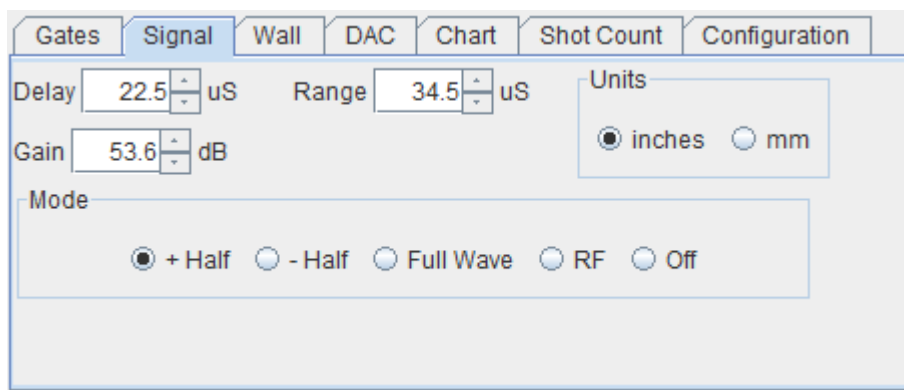 Gates Signal Wall DAC Chart Shot Count Configuration
Delay 22.5 uS Range 34.5 uS
Units
inches mm
Gain 53.6 dB
Mode
+ Half - Half Full Wave RF Off